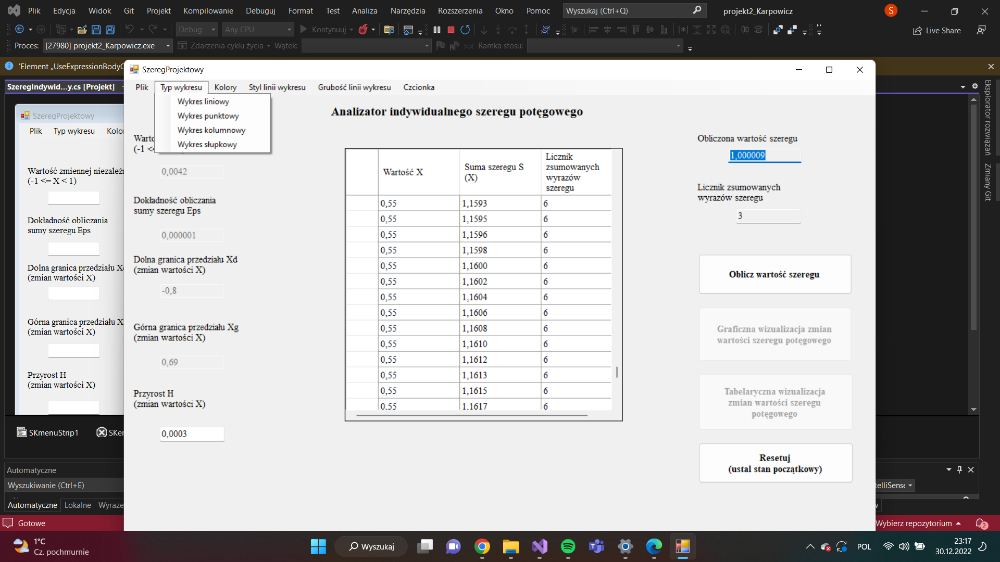 Plik Edycja Widok Git Projekt Kompilowanie Debuguj Format Test Analiza Narzędzia Rozszerzenia Okno Pomoc Wyszukaj (Ctrl+Q) projekt2_Karpowicz S
Debug Any CPU Kontynuuj Live Share
Proces: [27980] projekt2_Karpowicz.exe Zdarzenia cyklu życia Wątek: Ramka stosu:
'Element „UseExpressionBodyC
SzeregIndywid...y.cs [Projekt]
SzeregProjektowy
Plik Typ wykresu Kolo
Wartość zmiennej niezależn
(-1 <= X < 1)
Dokładność obliczania
sumy szeregu Eps
Dolna granica przedziału X
(zmian wartości X)
Górna granica przedziału X
(zmian wartości X)
Przyrost H
(zmian wartości X)
SKmenuStrip1 SKer
Automatyczne
Wyszukiwanie (Ctrl+E)
Automatyczne Lokalne Wyraże
Gotowe
SzeregProjektowy
Plik Typ wykresu Kolory Styl linii wykresu Grubość linii wykresu Czcionka
Wykres liniowy
Wykres punktowy
Wykres kolumnowy
Wykres słupkowy
Analizator indywidualnego szeregu potęgowego
Warto
(-1 <=
0,0042
Dokładność obliczania
sumy szeregu Eps
0,000001
Dolna granica przedziału Xd
(zmian wartości X)
-0,8
Górna granica przedziału Xg
(zmian wartości X)
0,69
Przyrost H
(zmian wartości X)
0,0003
Wartość X Suma szeregu S (X) Licznik zsumowanych wyrazów szeregu
0,55 1,1593 6
0,55 1,1595 6
0,55 1,1596 6
0,55 1,1598 6
0,55 1,1600 6
0,55 1,1602 6
0,55 1,1604 6
0,55 1,1606 6
0,55 1,1608 6
0,55 1,1610 6
0,55 1,1612 6
0,55 1,1613 6
0,55 1,1615 6
0,55 1,1617 6
Obliczona wartość szeregu
1,000009
Licznik zsumowanych
wyrazów szeregu
3
Oblicz wartość szeregu
Graficzna wizualizacja zmian
wartości szeregu potęgowego
Tabelaryczna wizualizacja
zmian wartości szeregu
potęgowego
Resetuj
(ustal stan początkowy)
Eksplorator rozwiązań
Zmiany Git
telliSense
w
Wybierz repozytorium 2
1°C
Cz. pochmurnie
Wyszukaj
POL
23:17
30.12.2022